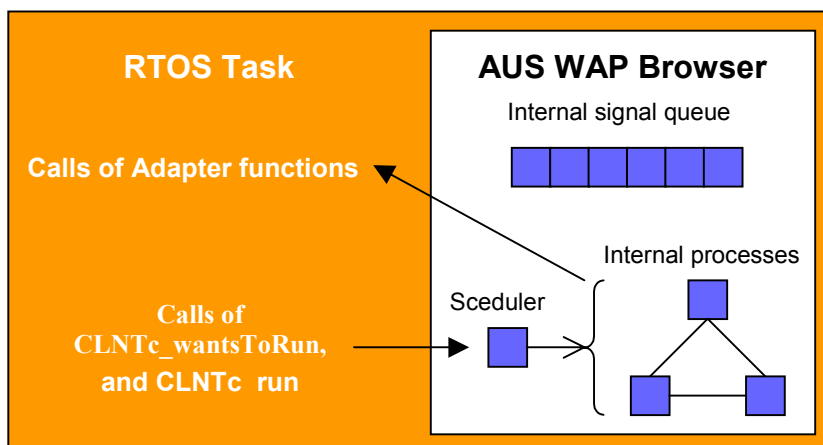 RTOS Task
AUS WAP Browser
Internal signal queue
Calls of Adapter functions
Internal processes
Sceduler
Calls of
CLNTc_wantsToRun,
and CLNTc run